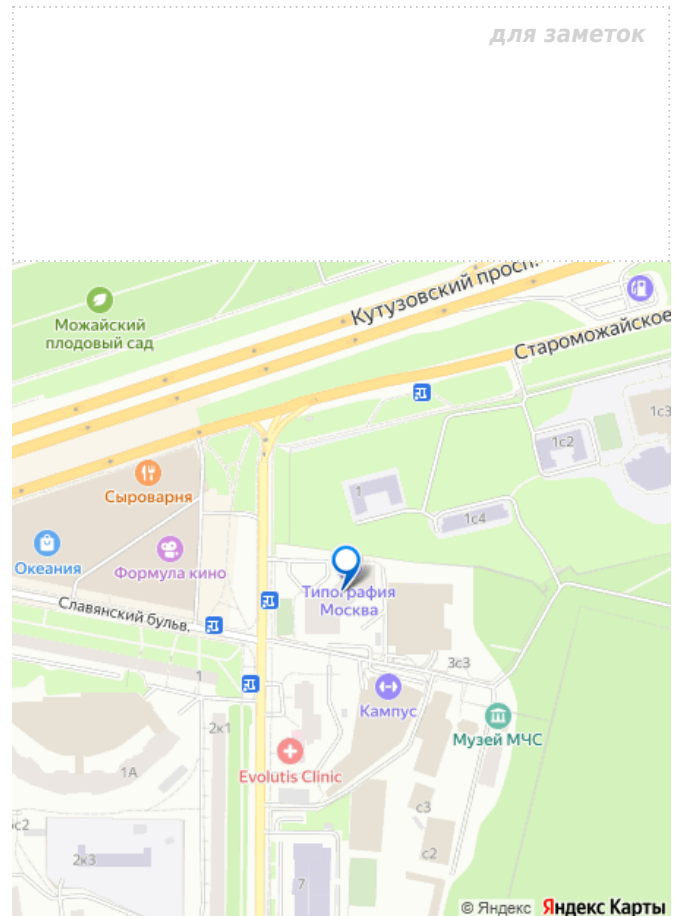 для заметок
Кутузовский просп.
Можайский
плодовый сад
Староможайское
1с3
1с2
Сыроварня
1
1с4
Океания
Формула кино
Типография
Москва
Славянский бульв.
3с3
1
Кампус
2к1
Музей МЧС
1А
Evolutis Clinic
с3
с2
2к3
с2
7
© Яндекс Яндекс Карты